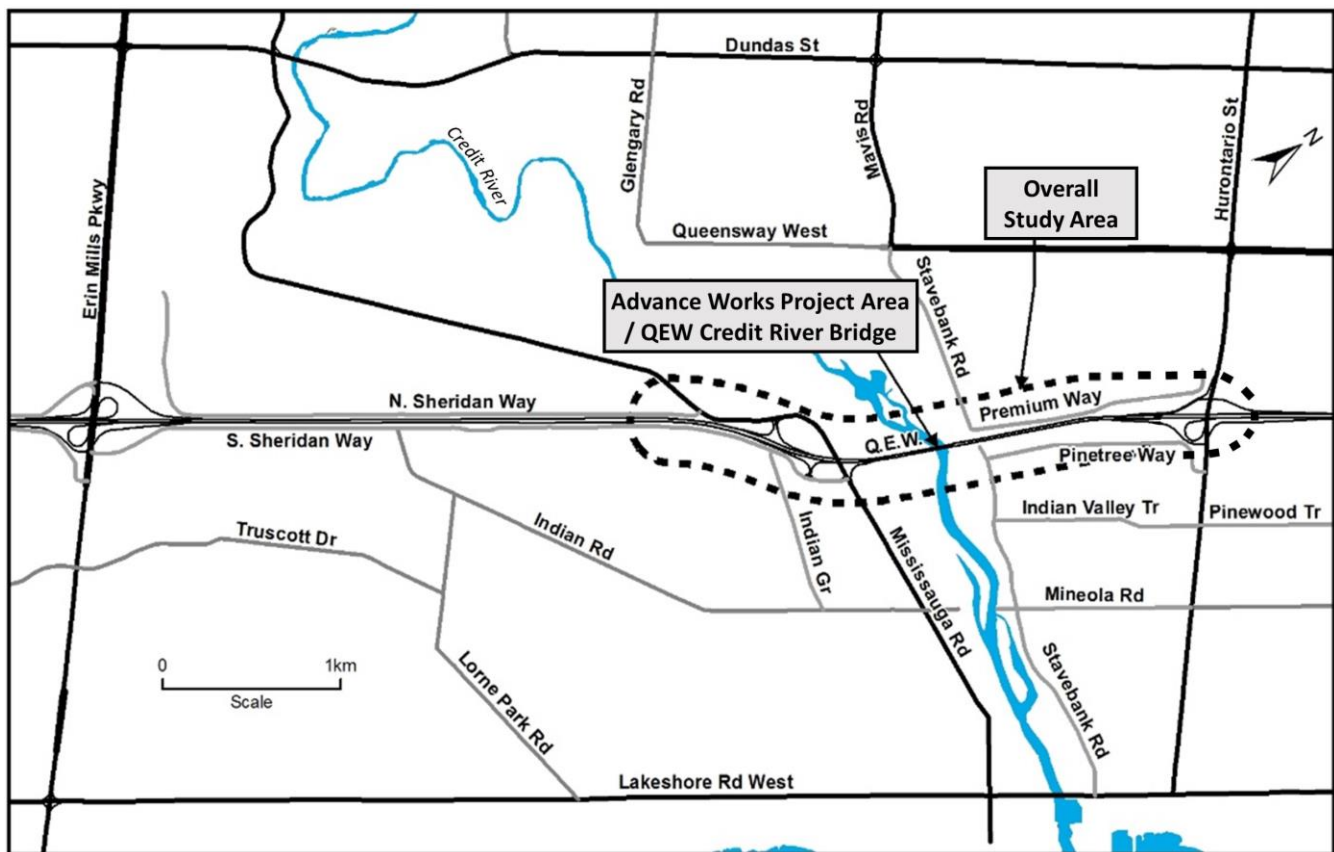 Dundas St
Glengary Rd
Mavis Rd
Hurontario St
N
Credit River
Erin Mills Pkwy
Overall
Study Area
Queensway West
Stavebank Rd
Advance Works Project Area
/ QEW Credit River Bridge
N. Sheridan Way
Premium Way
S. Sheridan Way
Q.E.W.
Pinetree Way
Indian Valley Tr
Pinewood Tr
Truscott Dr
Indian Rd
Indian Gr
Mississauga Rd
Mineola Rd
0 1km
Scale
Lorne Park Rd
Stavebank Rd
Lakeshore Rd West